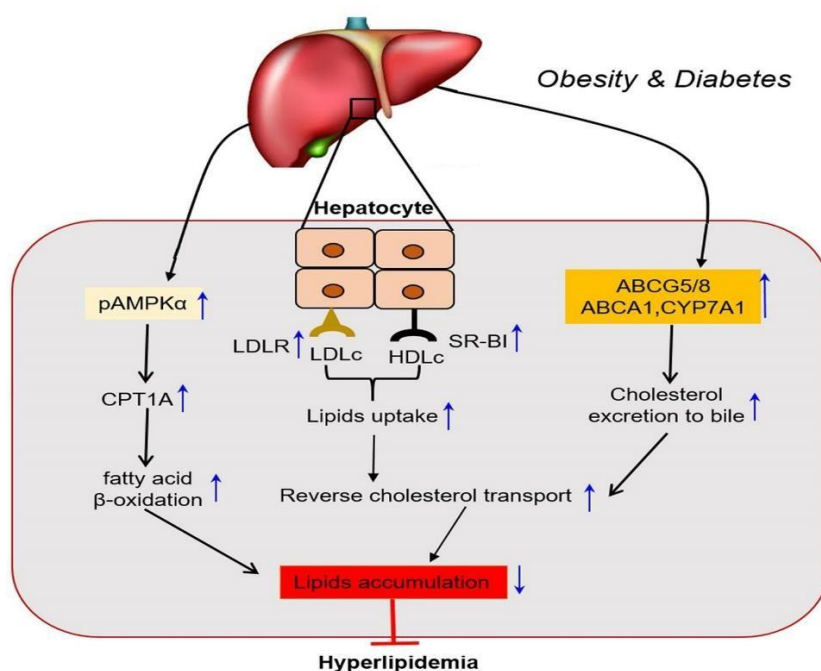 Obesity & Diabetes
Hepatocyte
pAMPKα ↑
ABCG5/8
ABCA1,CYP7A1 ↑
LDLR ↑
LDLc
HDLc
SR-BI ↑
CPT1A ↑
Lipids uptake ↑
Cholesterol
excretion to bile ↑
fatty acid
β-oxidation ↑
Reverse cholesterol transport ↑
Lipids accumulation ↓
Hyperlipidemia